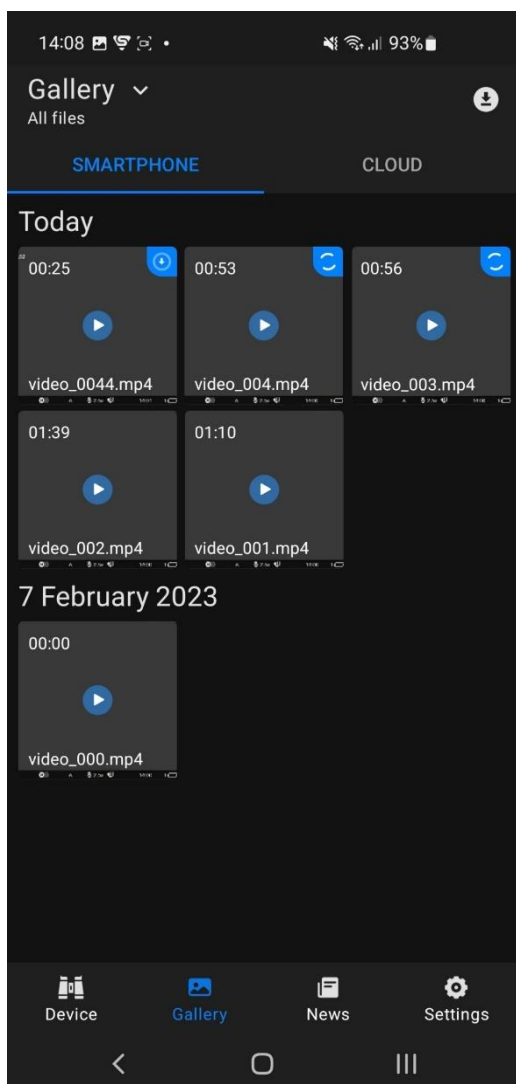 14:08
93%
Gallery
All files
SMARTPHONE
CLOUD
Today
00:25
00:53
00:56
video_0044.mp4
video_004.mp4
video_003.mp4
01:39
01:10
video_002.mp4
video_001.mp4
7 February 2023
00:00
video_000.mp4
Device
Gallery
News
Settings